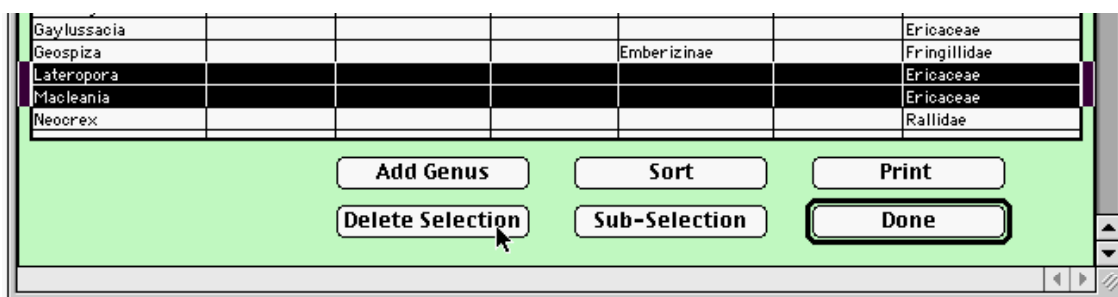 Gaylussacia Ericaceae
Geospiza Emberizinae Fringillidae
Lateropora Ericaceae
Macleania Ericaceae
Neocrex Rallidae
Add Genus Sort Print
Delete Selection Sub-Selection Done